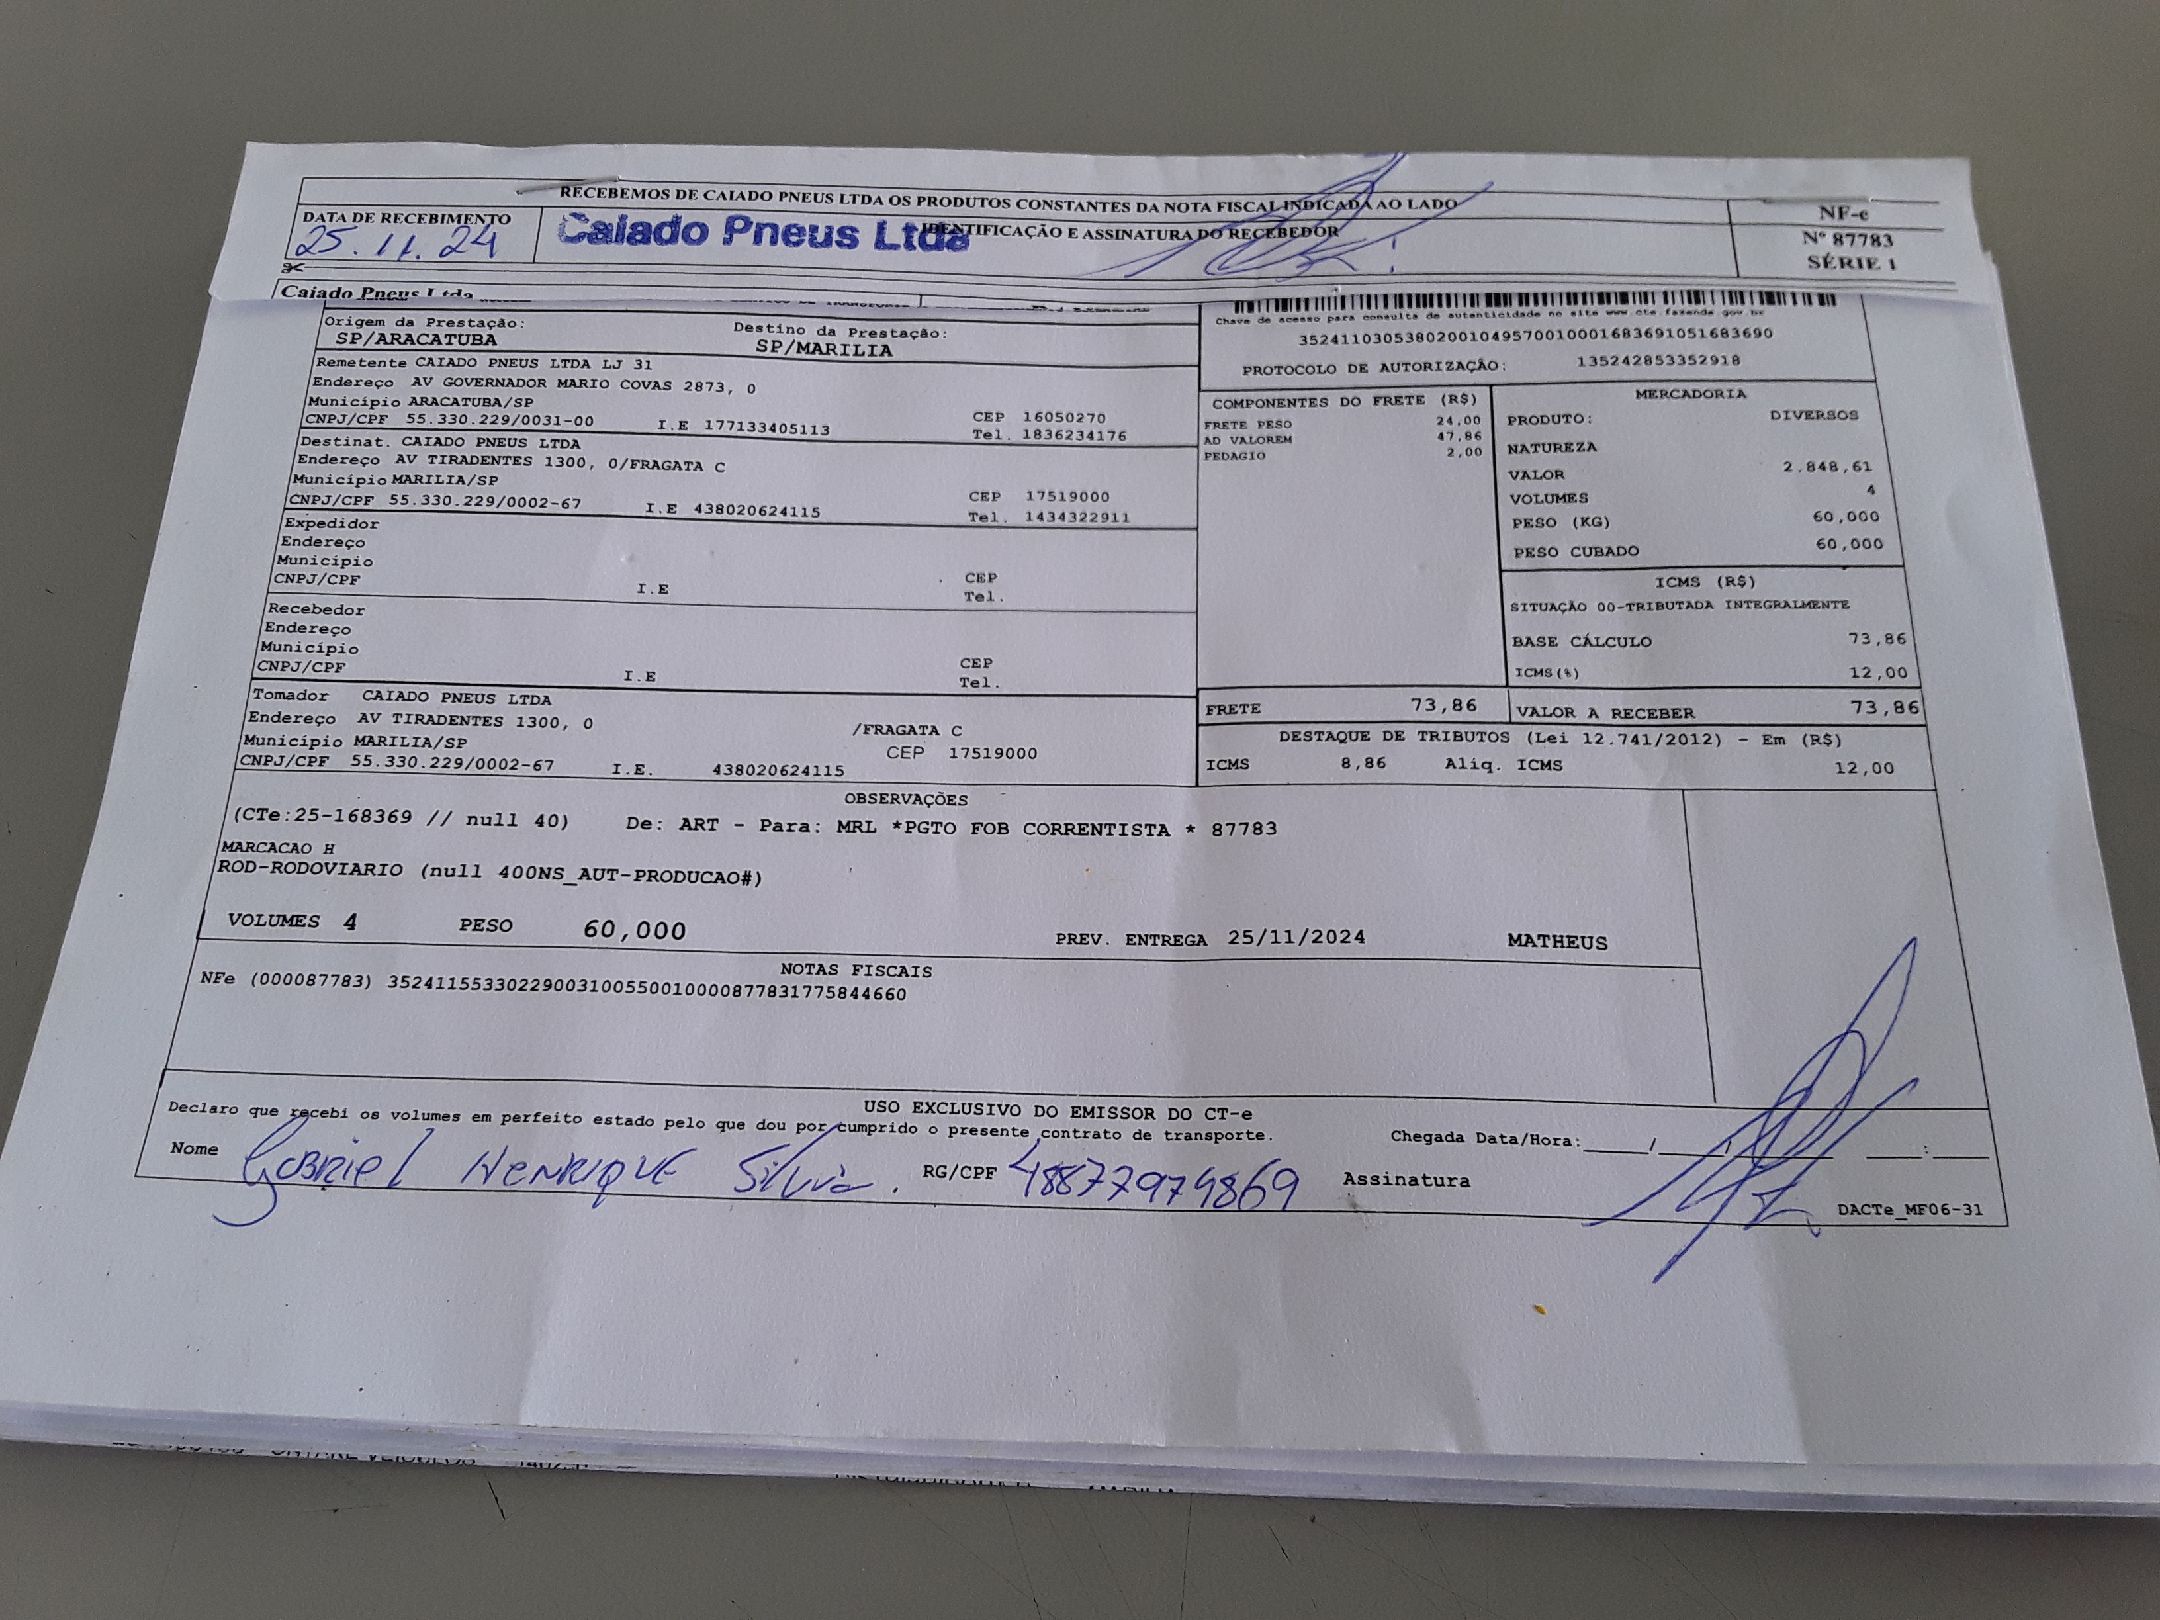 RECEBEMOS DE CAIADO PNEUS LTDA OS PRODUTOS CONSTANTES DA NOTA FISCAL INDICADA AO LADO
DATA DE RECEBIMENTO
25.11.24
Caiado Pneus Ltda
IDENTIFICAÇÃO E ASSINATURA DO RECEBEDOR
NF-e
Nº 87783
SÉRIE 1
Caiado Pneus Ltda
Origem da Prestação:
SP/ARACATUBA
Destino da Prestação:
SP/MARILIA
Chave de acesso para consulta de autenticidade no site www.cte.fazenda.gov.br
35241103053802001049570010001683691051683690
PROTOCOLO DE AUTORIZAÇÃO: 135242853352918
Remetente CAIADO PNEUS LTDA LJ 31
Endereço AV GOVERNADOR MARIO COVAS 2873, 0
Município ARACATUBA/SP
CEP 16050270
CNPJ/CPF 55.330.229/0031-00 I.E 177133405113 Tel. 1836234176
Destinat. CAIADO PNEUS LTDA
Endereço AV TIRADENTES 1300, 0/FRAGATA C
Município MARILIA/SP
CEP 17519000
CNPJ/CPF 55.330.229/0002-67 I.E 438020624115 Tel. 1434322911
Expedidor
Endereço
Município
CEP
CNPJ/CPF I.E Tel.
Recebedor
Endereço
Município
CEP
CNPJ/CPF I.E Tel.
Tomador CAIADO PNEUS LTDA
Endereço AV TIRADENTES 1300, 0 /FRAGATA C
Município MARILIA/SP CEP 17519000
CNPJ/CPF 55.330.229/0002-67 I.E. 438020624115
COMPONENTES DO FRETE (R$)
FRETE PESO 24,00
AD VALOREM 47,86
PEDAGIO 2,00
MERCADORIA
PRODUTO: DIVERSOS
NATUREZA
VALOR 2.848,61
VOLUMES 4
PESO (KG) 60,000
PESO CUBADO 60,000
ICMS (R$)
SITUAÇÃO 00-TRIBUTADA INTEGRALMENTE
BASE CÁLCULO 73,86
ICMS(%) 12,00
FRETE 73,86 VALOR A RECEBER 73,86
DESTAQUE DE TRIBUTOS (Lei 12.741/2012) - Em (R$)
ICMS 8,86 Aliq. ICMS 12,00
OBSERVAÇÕES
(CTe:25-168369 // null 40) De: ART - Para: MRL *PGTO FOB CORRENTISTA * 87783
MARCACAO H
ROD-RODOVIARIO (null 400NS_AUT-PRODUCAO#)
VOLUMES 4 PESO 60,000 PREV. ENTREGA 25/11/2024 MATHEUS
NOTAS FISCAIS
NFe (000087783) 35241155330229003100550010000877831775844660
USO EXCLUSIVO DO EMISSOR DO CT-e
Declaro que recebi os volumes em perfeito estado pelo que dou por cumprido o presente contrato de transporte.
Chegada Data/Hora:____/____/____ ____:____
Nome Gabriel Henrique Silva. RG/CPF 48877974869 Assinatura
DACTe_MF06-31